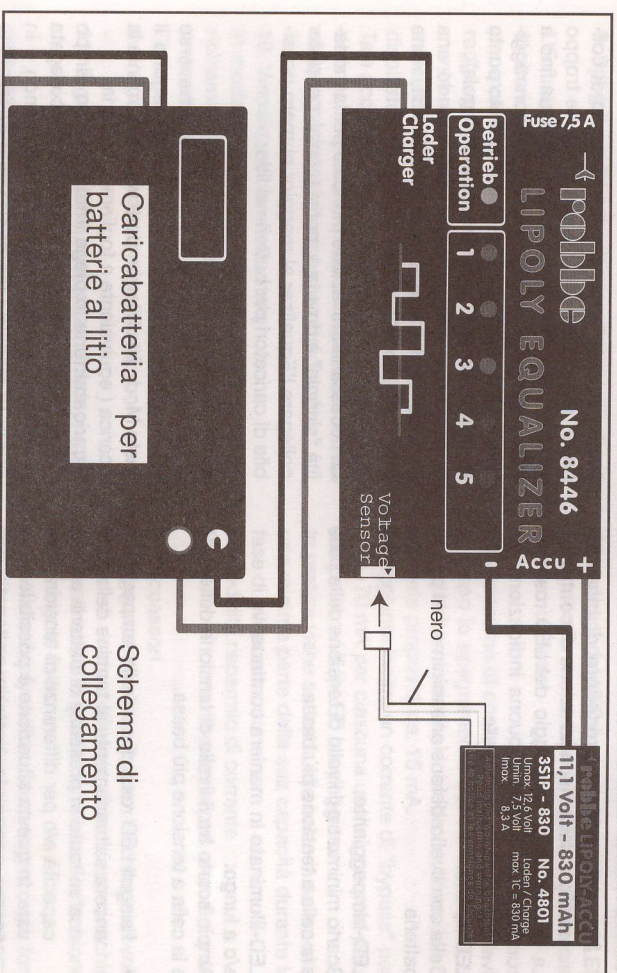 Fuse 7,5 A
robbe
LIPOLY EQUALIZER
No. 8446
Accu + -
Betrieb
Operation
1 2 3 4 5
Lader
Charger
Voltage
Sensor
nero
robbe LIPOLY-ACCU
11,1 Volt - 830 mAh
3S1P - 830 No. 4801
Umax. 12,6 Volt Laden / Charge
Umin. 7,5 Volt max. 1C = 830 mA
Imax. 8,3 A
Caricabatteria per
batterie al litio
Schema di
collegamento